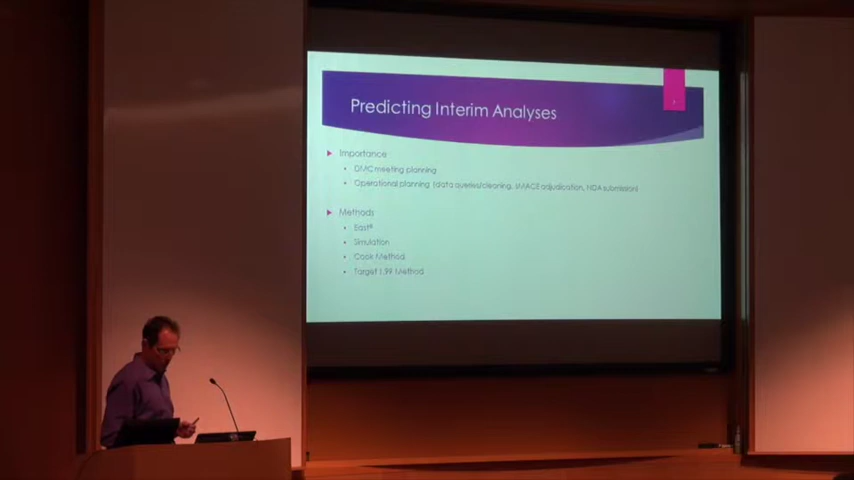 Predicting Interim Analyses
Importance
DMC meeting planning
Operational planning (data queries/cleaning, MACE adjudication, NDA submission)
Methods
East®
Simulation
Cook Method
Target 1.99 Method